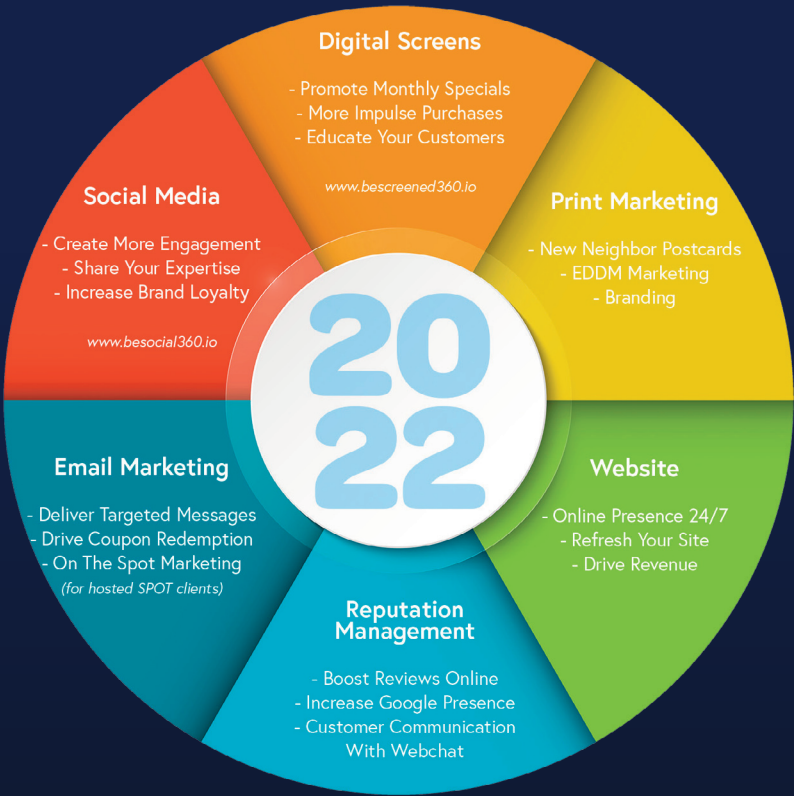 Digital Screens
- Promote Monthly Specials
- More Impulse Purchases
- Educate Your Customers
www.bescreened360.io
Print Marketing
- New Neighbor Postcards
- EDDM Marketing
- Branding
Website
- Online Presence 24/7
- Refresh Your Site
- Drive Revenue
Reputation
Management
- Boost Reviews Online
- Increase Google Presence
- Customer Communication
With Webchat
Email Marketing
- Deliver Targeted Messages
- Drive Coupon Redemption
- On The Spot Marketing
(for hosted SPOT clients)
Social Media
- Create More Engagement
- Share Your Expertise
- Increase Brand Loyalty
www.besocial360.io
20
22